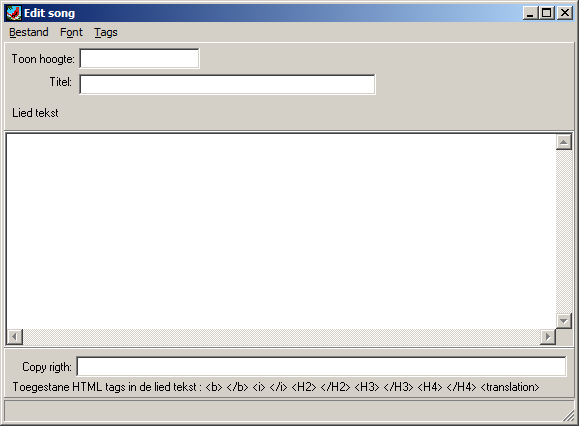 Edit song
Bestand Font Tags
Toon hoogte:
Titel:
Lied tekst
Copy rigth:
Toegestane HTML tags in de lied tekst : <b> </b> <i> </i> <H2> </H2> <H3> </H3> <H4> </H4> <translation>